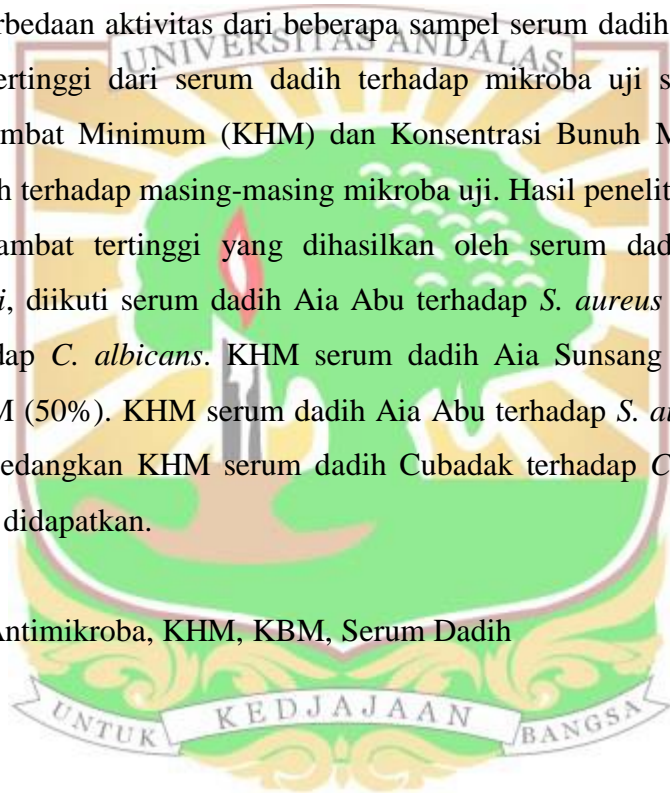 rbedaan aktivitas dari beberapa sampel serum dadih
UNIVERSITAS ANDALAS
ertinggi dari serum dadih terhadap mikroba uji s
mbat Minimum (KHM) dan Konsentrasi Bunuh M
h terhadap masing-masing mikroba uji. Hasil penelit
ambat tertinggi yang dihasilkan oleh serum dad
i, diikuti serum dadih Aia Abu terhadap S. aureus
dap C. albicans. KHM serum dadih Aia Sunsang
M (50%). KHM serum dadih Aia Abu terhadap S. au
sedangkan KHM serum dadih Cubadak terhadap C
didapatkan.
Antimikroba, KHM, KBM, Serum Dadih
UNTUK KEDJAJAAN BANGSA